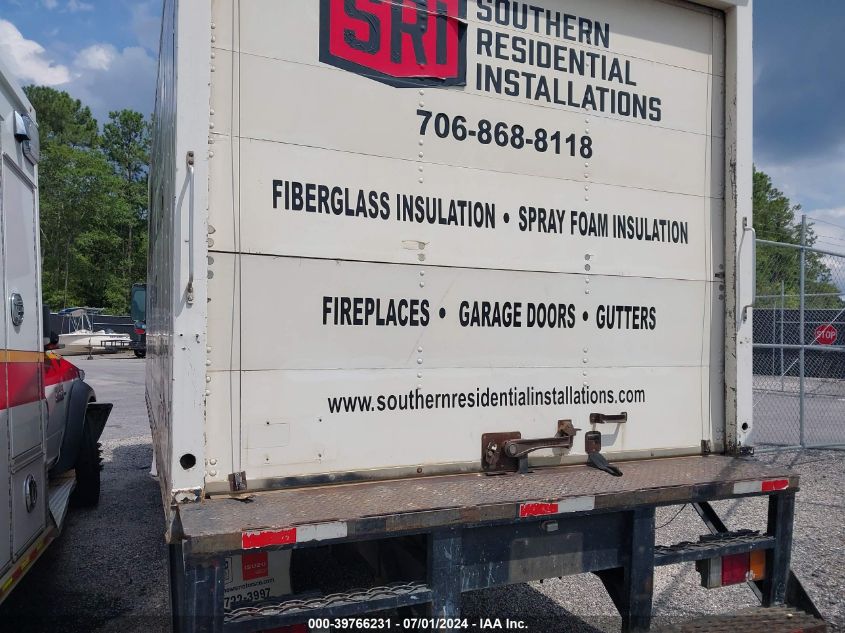 SRI
SOUTHERN
RESIDENTIAL
INSTALLATIONS
706-868-8118
FIBERGLASS INSULATION • SPRAY FOAM INSULATION
FIREPLACES • GARAGE DOORS • GUTTERS
www.southernresidentialinstallations.com
STOP
ISUZU
000-39766231 - 07/01/2024 - IAA Inc.